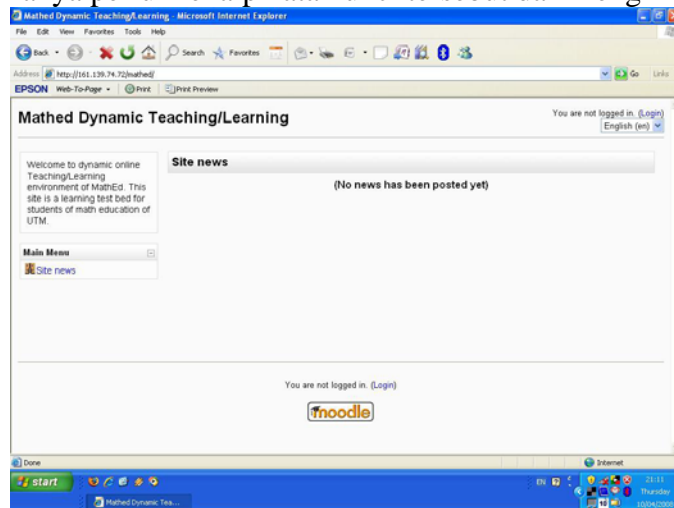 Mathed Dynamic Teaching/Learning - Microsoft Internet Explorer
File Edit View Favorites Tools Help
Back Search Favorites
Address http://161.139.74.72/mathed/ Go Links
EPSON Web-To-Page Print Print Preview
Mathed Dynamic Teaching/Learning
You are not logged in. (Login)
English (en)
Welcome to dynamic online
Teaching/Learning
environment of MathEd. This
site is a learning test bed for
students of math education of
UTM.
Main Menu
Site news
Site news
(No news has been posted yet)
You are not logged in. (Login)
moodle
Done Internet
start EN 21:11
Thursday
Mathed Dynamic Tea... 10/04/2008